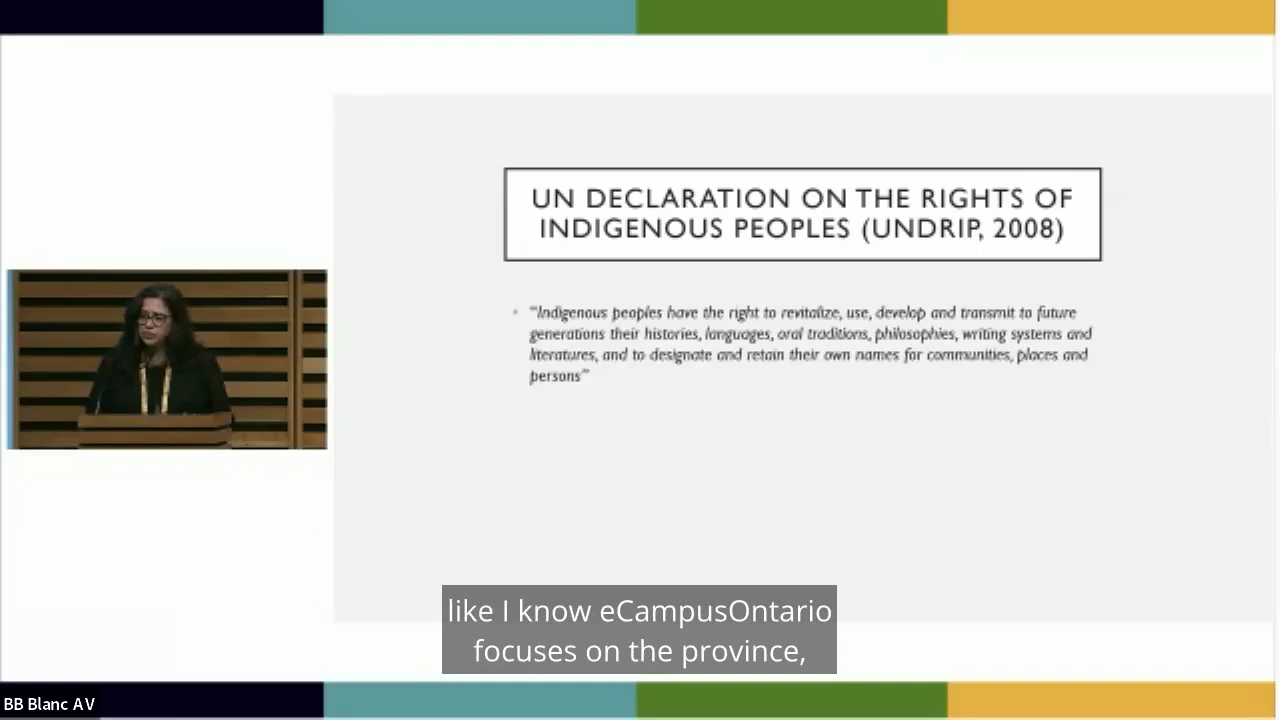 UN DECLARATION ON THE RIGHTS OF
INDIGENOUS PEOPLES (UNDRIP, 2008)
• "Indigenous peoples have the right to revitalize, use, develop and transmit to future
generations their histories, languages, oral traditions, philosophies, writing systems and
literatures, and to designate and retain their own names for communities, places and
persons"
like I know eCampusOntario
focuses on the province,
BB Blanc AV